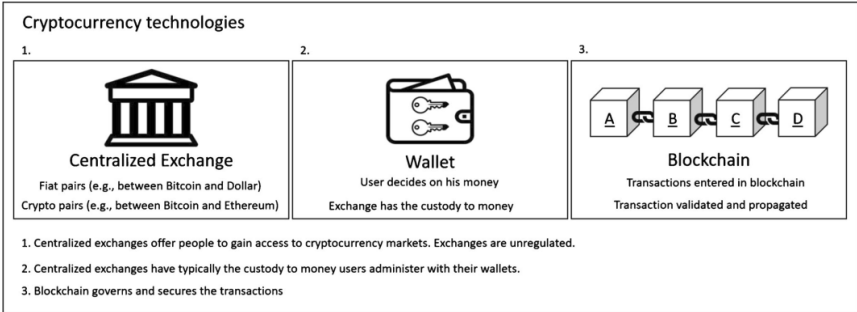 Cryptocurrency technologies
1.
2.
3.
A
B
C
D
Centralized Exchange
Fiat pairs (e.g., between Bitcoin and Dollar)
Crypto pairs (e.g., between Bitcoin and Ethereum)
Wallet
User decides on his money
Exchange has the custody to money
Blockchain
Transactions entered in blockchain
Transaction validated and propagated
1. Centralized exchanges offer people to gain access to cryptocurrency markets. Exchanges are unregulated.
2. Centralized exchanges have typically the custody to money users administer with their wallets.
3. Blockchain governs and secures the transactions